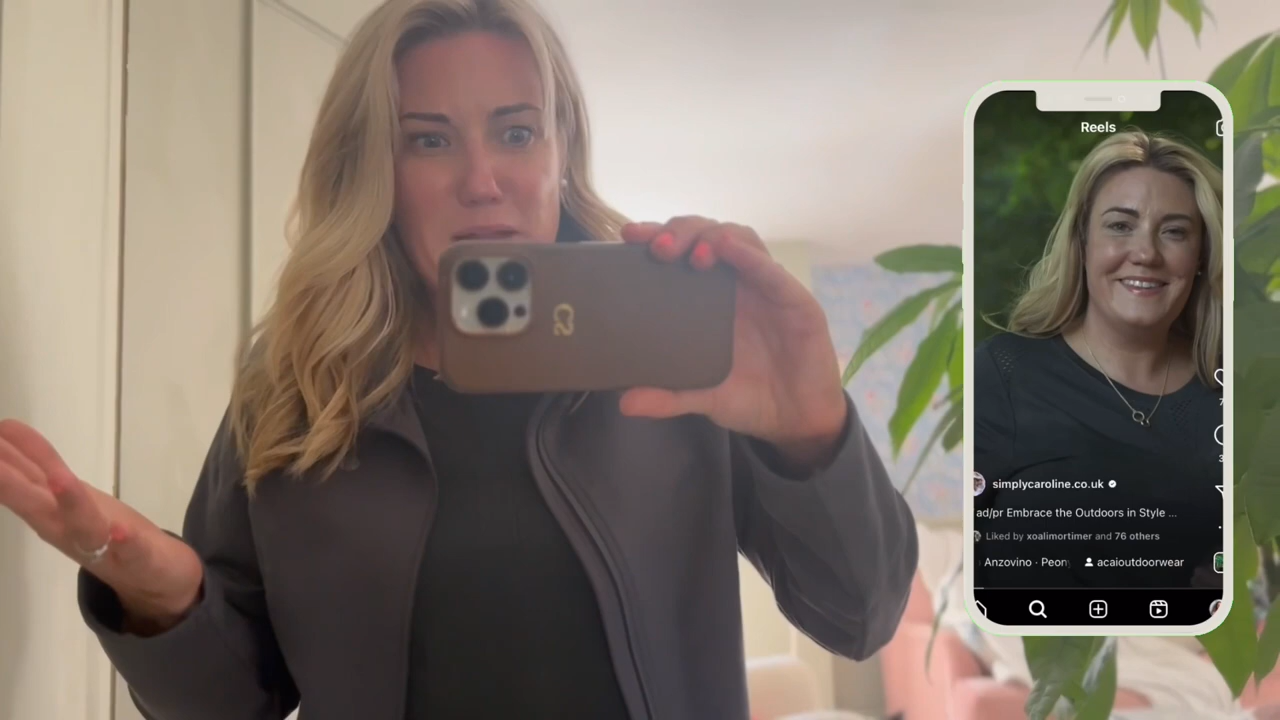 Reels
simplycaroline.co.uk
ad/pr Embrace the Outdoors in Style ...
Liked by xoalimortimer and 76 others
Anzovino · Peon
acaioutdoorwear